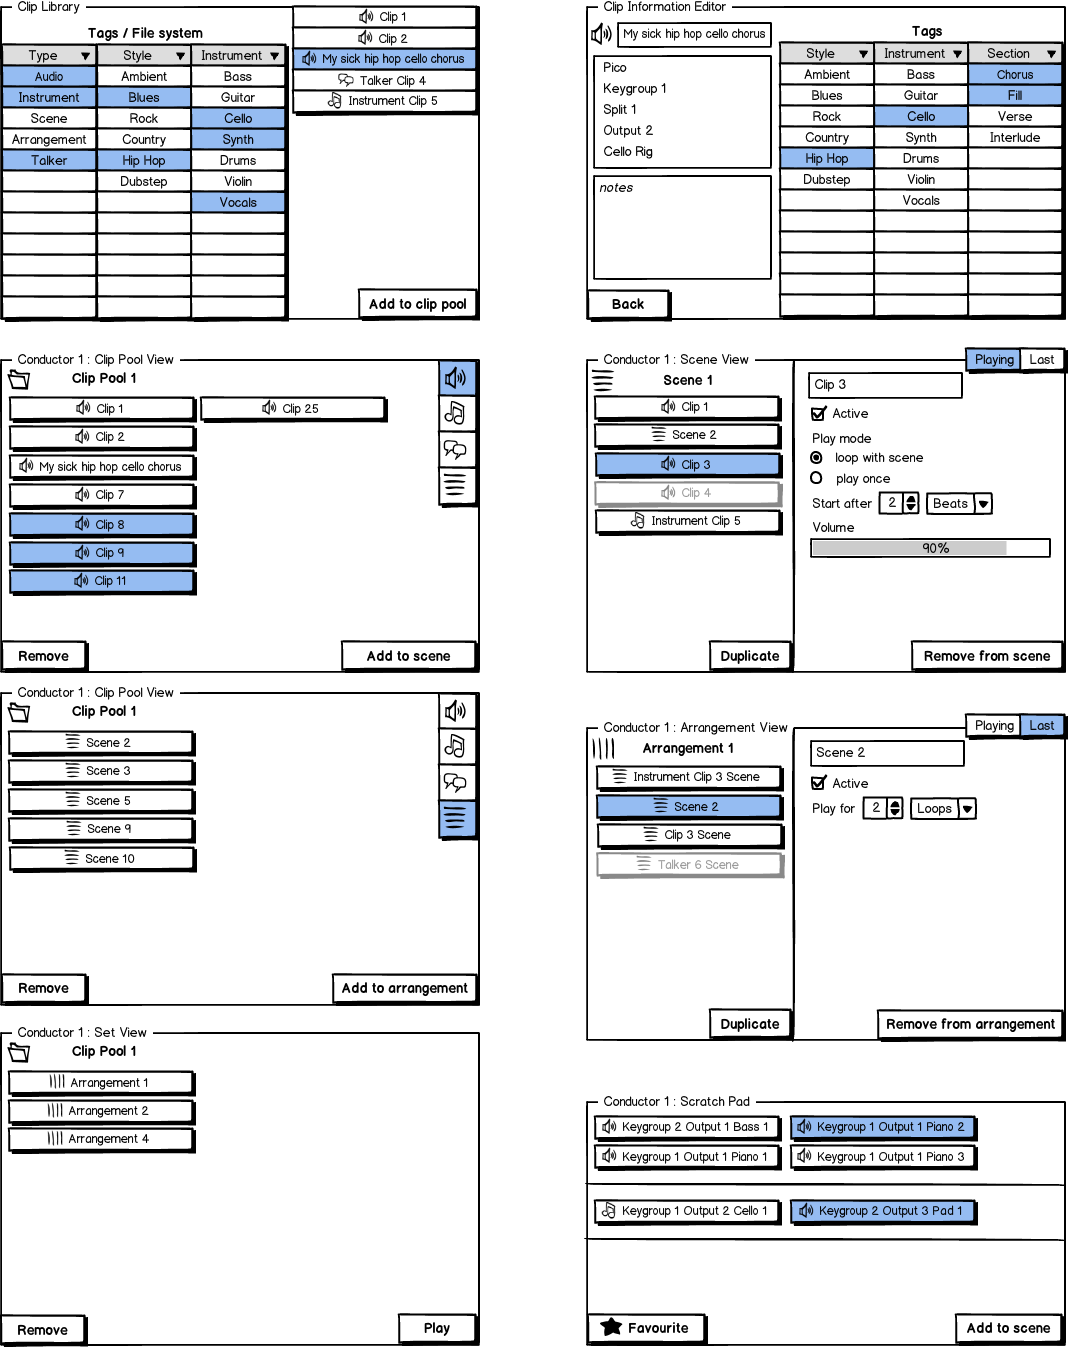 Clip Library
Tags / File system
Type Style Instrument
Audio Ambient Bass
Instrument Blues Guitar
Scene Rock Cello
Arrangement Country Synth
Talker Hip Hop Drums
Dubstep Violin
Vocals
Clip 1
Clip 2
My sick hip hop cello chorus
Talker Clip 4
Instrument Clip 5
Add to clip pool
Clip Information Editor
My sick hip hop cello chorus
Pico
Keygroup 1
Split 1
Output 2
Cello Rig
notes
Back
Tags
Style Instrument Section
Ambient Bass Chorus
Blues Guitar Fill
Rock Cello Verse
Country Synth Interlude
Hip Hop Drums
Dubstep Violin
Vocals
Conductor 1 : Clip Pool View
Clip Pool 1
Clip 1 Clip 25
Clip 2
My sick hip hop cello chorus
Clip 7
Clip 8
Clip 9
Clip 11
Remove Add to scene
Conductor 1 : Scene View
Scene 1
Clip 1
Scene 2
Clip 3
Clip 4
Instrument Clip 5
Duplicate
Playing Last
Clip 3
Active
Play mode
loop with scene
play once
Start after 2 Beats
Volume
90%
Remove from scene
Conductor 1 : Clip Pool View
Clip Pool 1
Scene 2
Scene 3
Scene 5
Scene 9
Scene 10
Remove Add to arrangement
Conductor 1 : Arrangement View
Arrangement 1
Instrument Clip 3 Scene
Scene 2
Clip 3 Scene
Talker 6 Scene
Duplicate
Playing Last
Scene 2
Active
Play for 2 Loops
Remove from arrangement
Conductor 1 : Set View
Clip Pool 1
Arrangement 1
Arrangement 2
Arrangement 4
Remove Play
Conductor 1 : Scratch Pad
Keygroup 2 Output 1 Bass 1 Keygroup 1 Output 1 Piano 2
Keygroup 1 Output 1 Piano 1 Keygroup 1 Output 1 Piano 3
Keygroup 1 Output 2 Cello 1 Keygroup 2 Output 3 Pad 1
Favourite Add to scene